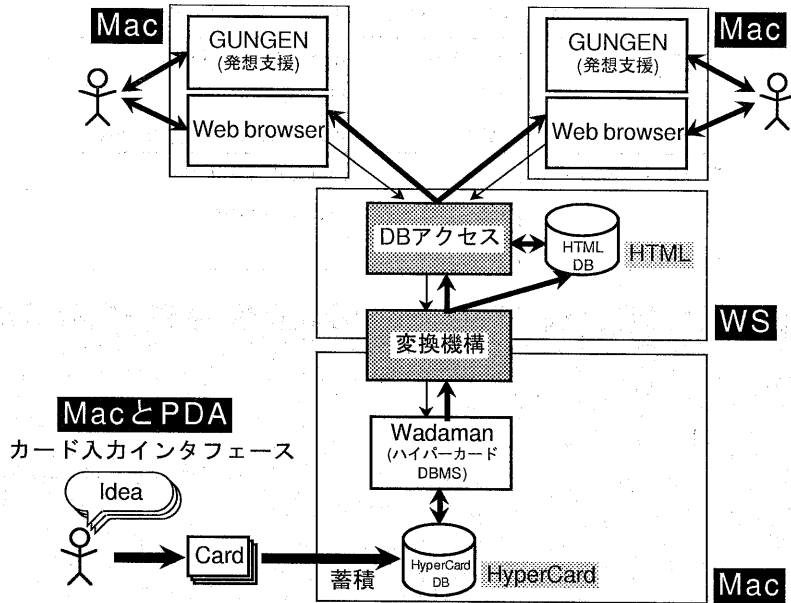 Mac
GUNGEN
(発想支援)
Web browser
GUNGEN
(発想支援)
Web browser
Mac
DBアクセス
HTML
DB
HTML
変換機構
WS
MacとPDA
カード入力インタフェース
Idea
Card
蓄積
Wadaman
(ハイパーカード
DBMS)
HyperCard
DB
HyperCard
Mac